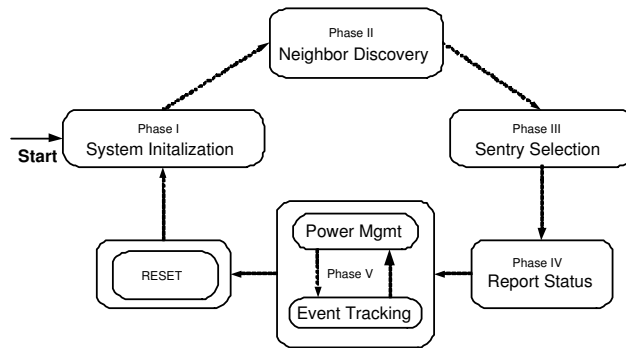 Phase II
Neighbor Discovery
Phase I
System Initalization
Start
Phase III
Sentry Selection
Power Mgmt
Phase V
Event Tracking
Phase IV
Report Status
RESET